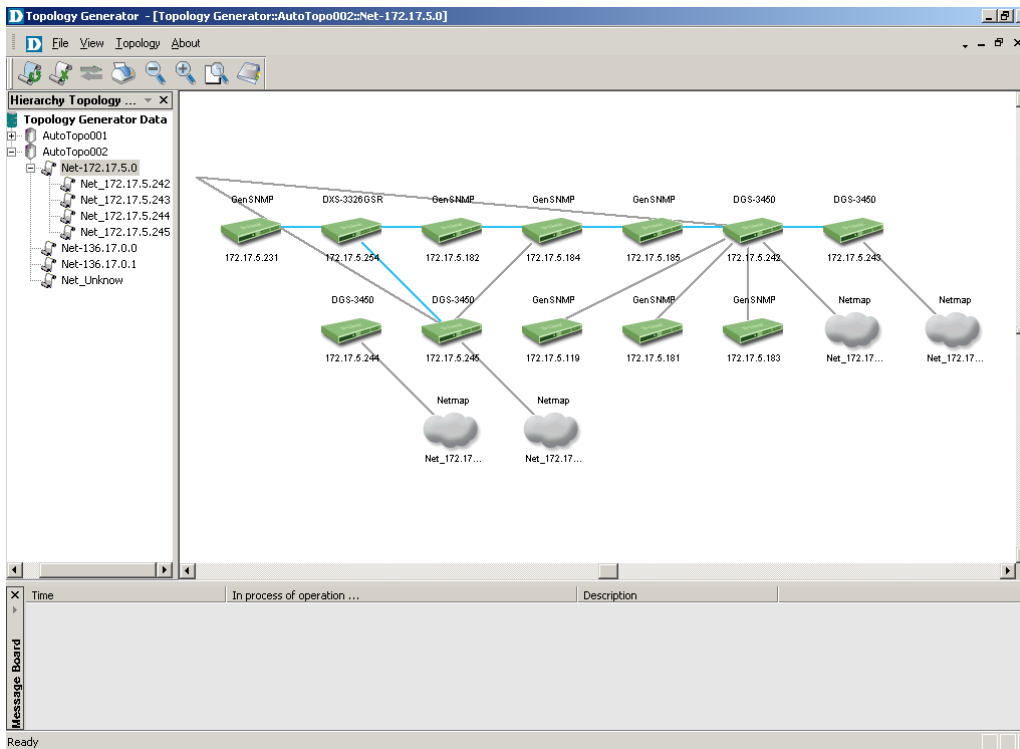 Topology Generator - [Topology Generator::AutoTopo002::Net-172.17.5.0]
File View Topology About
Hierarchy Topology ...
Topology Generator Data
AutoTopo001
AutoTopo002
Net-172.17.5.0
Net_172.17.5.242
Net_172.17.5.243
Net_172.17.5.244
Net_172.17.5.245
Net-136.17.0.0
Net-136.17.0.1
Net_Unknow
GenSNMP DXS-3326GSR GenSNMP GenSNMP GenSNMP DGS-3450 DGS-3450
172.17.5.231 172.17.5.254 172.17.5.182 172.17.5.184 172.17.5.185 172.17.5.242 172.17.5.243
DGS-3450 DGS-3450 GenSNMP GenSNMP GenSNMP Netmap Netmap
172.17.5.244 172.17.5.245 172.17.5.119 172.17.5.181 172.17.5.183 Net_172.17... Net_172.17...
Netmap Netmap
Net_172.17... Net_172.17...
Time In process of operation ... Description
Message Board
Ready